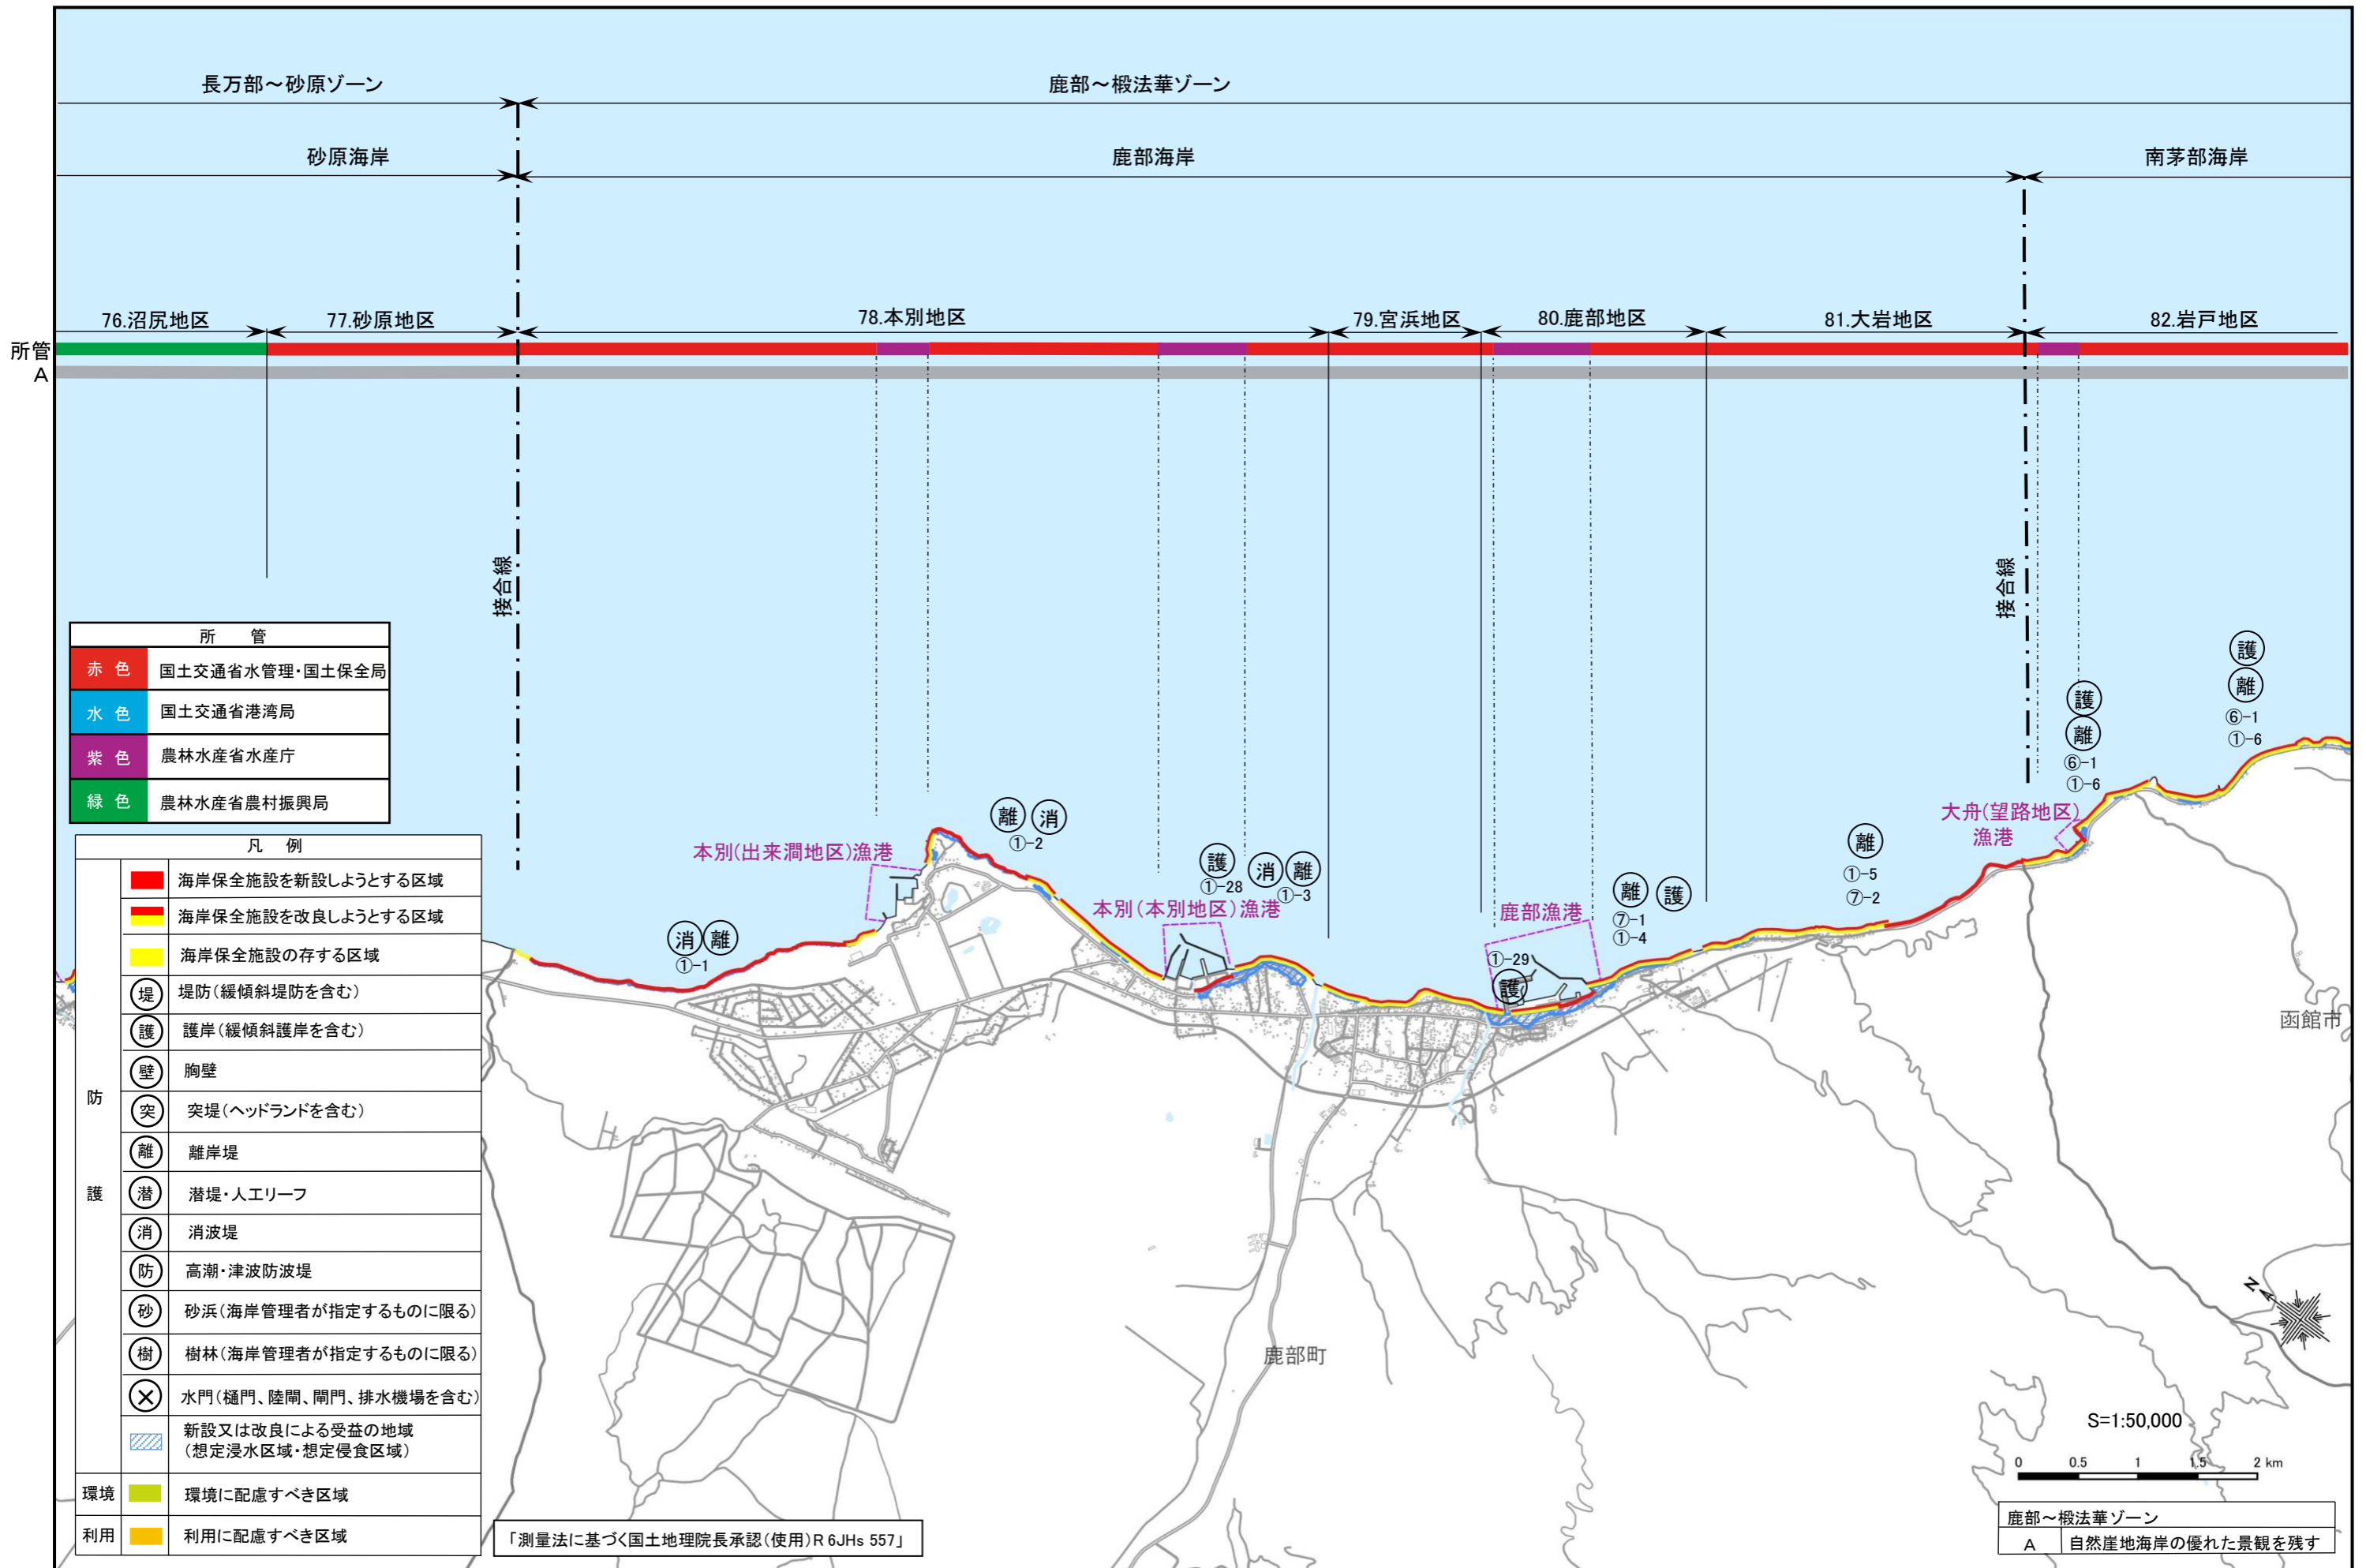 長万部～砂原ゾーン
鹿部～椴法華ゾーン
砂原海岸
鹿部海岸
南茅部海岸
76.沼尻地区
77.砂原地区
78.本別地区
79.宮浜地区
80.鹿部地区
81.大岩地区
82.岩戸地区
所管
A
接合線
接合線
所 管
赤 色 国土交通省水管理・国土保全局
水 色 国土交通省港湾局
紫 色 農林水産省水産庁
緑 色 農林水産省農村振興局
凡 例
防護
海岸保全施設を新設しようとする区域
海岸保全施設を改良しようとする区域
海岸保全施設の存する区域
堤 堤防(緩傾斜堤防を含む)
護 護岸(緩傾斜護岸を含む)
壁 胸壁
突 突堤(ヘッドランドを含む)
離 離岸堤
潜 潜堤・人工リーフ
消 消波堤
防 高潮・津波防波堤
砂 砂浜(海岸管理者が指定するものに限る)
樹 樹林(海岸管理者が指定するものに限る)
水門(樋門、陸閘、閘門、排水機場を含む)
新設又は改良による受益の地域
(想定浸水区域・想定侵食区域)
環境 環境に配慮すべき区域
利用 利用に配慮すべき区域
消 離
①-1
本別(出来澗地区)漁港
離 消
①-2
護
①-28
消 離
①-3
本別(本別地区)漁港
鹿部漁港
①-29
護
離 護
⑦-1
①-4
離
①-5
⑦-2
大舟(望路地区)
漁港
護
離
⑥-1
①-6
護
離
⑥-1
①-6
函館市
鹿部町
N
S=1:50,000
0 0.5 1 1.5 2 km
「測量法に基づく国土地理院長承認(使用)R 6JHs 557」
鹿部～椴法華ゾーン
A 自然崖地海岸の優れた景観を残す